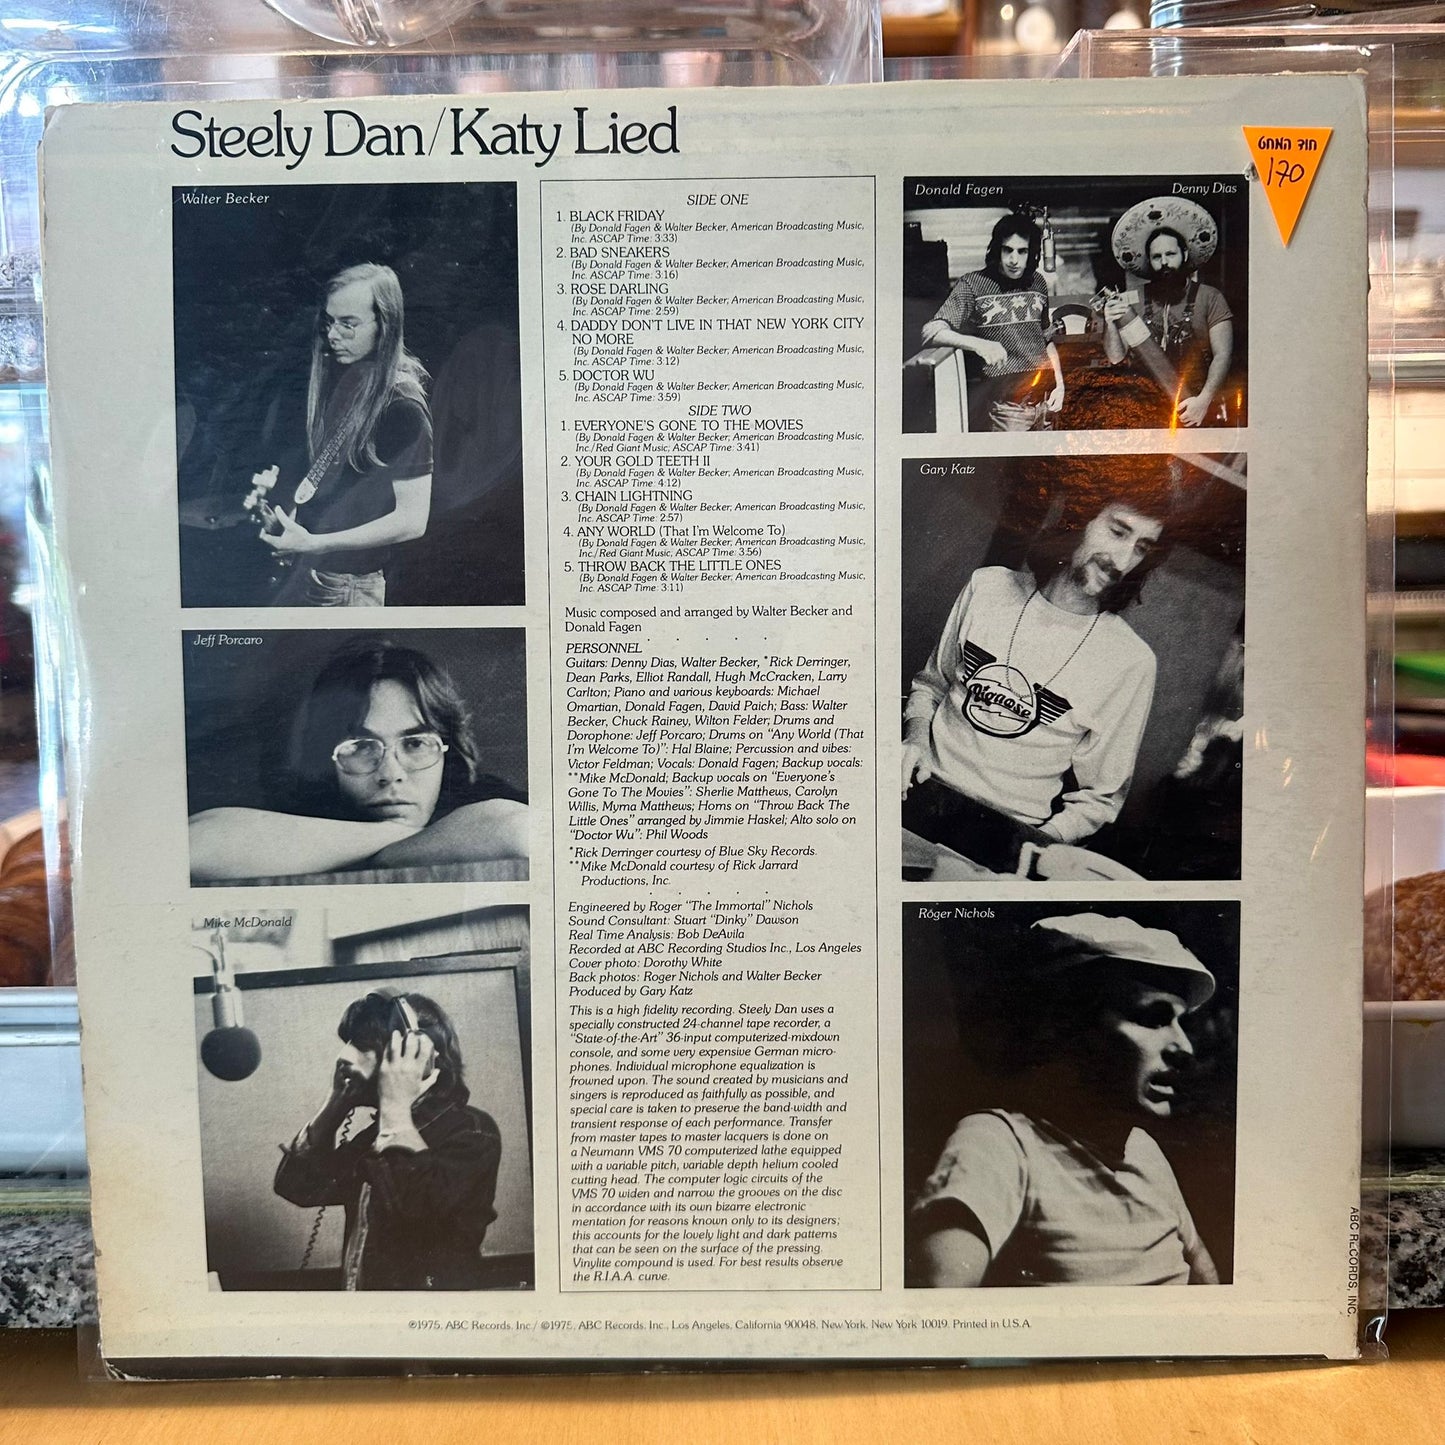 Steely Dan/Katy Lied
חוד המחט
170
Walter Becker
SIDE ONE
1. BLACK FRIDAY
(By Donald Fagen & Walter Becker, American Broadcasting Music,
Inc. ASCAP Time: 3:33)
2. BAD SNEAKERS
(By Donald Fagen & Walter Becker, American Broadcasting Music,
Inc. ASCAP Time: 3:16)
3. ROSE DARLING
(By Donald Fagen & Walter Becker, American Broadcasting Music,
Inc. ASCAP Time: 2:59)
4. DADDY DON'T LIVE IN THAT NEW YORK CITY
NO MORE
(By Donald Fagen & Walter Becker, American Broadcasting Music,
Inc. ASCAP Time: 3:12)
5. DOCTOR WU
(By Donald Fagen & Walter Becker, American Broadcasting Music,
Inc. ASCAP Time: 3:59)
SIDE TWO
1. EVERYONE'S GONE TO THE MOVIES
(By Donald Fagen & Walter Becker, American Broadcasting Music,
Inc./Red Giant Music, ASCAP Time: 3:41)
2. YOUR GOLD TEETH II
(By Donald Fagen & Walter Becker, American Broadcasting Music,
Inc. ASCAP Time: 4:12)
3. CHAIN LIGHTNING
(By Donald Fagen & Walter Becker, American Broadcasting Music,
Inc. ASCAP Time: 2:57)
4. ANY WORLD (That I'm Welcome To)
(By Donald Fagen & Walter Becker, American Broadcasting Music,
Inc./Red Giant Music, ASCAP Time: 3:56)
5. THROW BACK THE LITTLE ONES
(By Donald Fagen & Walter Becker, American Broadcasting Music,
Inc. ASCAP Time: 3:11)
Music composed and arranged by Walter Becker and
Donald Fagen
PERSONNEL
Guitars: Denny Dias, Walter Becker, *Rick Derringer,
Dean Parks, Elliot Randall, Hugh McCracken, Larry
Carlton; Piano and various keyboards: Michael
Omartian, Donald Fagen, David Paich; Bass: Walter
Becker, Chuck Rainey, Wilton Felder; Drums and
Dorophone: Jeff Porcaro; Drums on "Any World (That
I'm Welcome To)": Hal Blaine; Percussion and vibes:
Victor Feldman; Vocals: Donald Fagen; Backup vocals:
**Mike McDonald; Backup vocals on "Everyone's
Gone To The Movies": Sherlie Matthews, Carolyn
Willis, Myrna Matthews; Horns on "Throw Back The
Little Ones" arranged by Jimmie Haskel; Alto solo on
"Doctor Wu": Phil Woods
*Rick Derringer courtesy of Blue Sky Records.
**Mike McDonald courtesy of Rick Jarrard
Productions, Inc.
Engineered by Roger "The Immortal" Nichols
Sound Consultant: Stuart "Dinky" Dawson
Real Time Analysis: Bob DeAvila
Recorded at ABC Recording Studios Inc., Los Angeles
Cover photo: Dorothy White
Back photos: Roger Nichols and Walter Becker
Produced by Gary Katz
This is a high fidelity recording. Steely Dan uses a
specially constructed 24-channel tape recorder, a
"State-of-the-Art" 36-input computerized-mixdown
console, and some very expensive German micro-
phones. Individual microphone equalization is
frowned upon. The sound created by musicians and
singers is reproduced as faithfully as possible, and
special care is taken to preserve the band-width and
transient response of each performance. Transfer
from master tapes to master lacquers is done on
a Neumann VMS 70 computerized lathe equipped
with a variable pitch, variable depth helium cooled
cutting head. The computer logic circuits of the
VMS 70 widen and narrow the grooves on the disc
in accordance with its own bizarre electronic
mentation for reasons known only to its designers;
this accounts for the lovely light and dark patterns
that can be seen on the surface of the pressing.
Vinylite compound is used. For best results observe
the R.I.A.A. curve.
Donald Fagen
Denny Dias
Gary Katz
Pignose
Jeff Porcaro
Mike McDonald
Roger Nichols
ABC RECORDS, INC.
℗1975, ABC Records, Inc./ ©1975, ABC Records, Inc., Los Angeles, California 90048, New York, New York 10019. Printed in U.S.A.